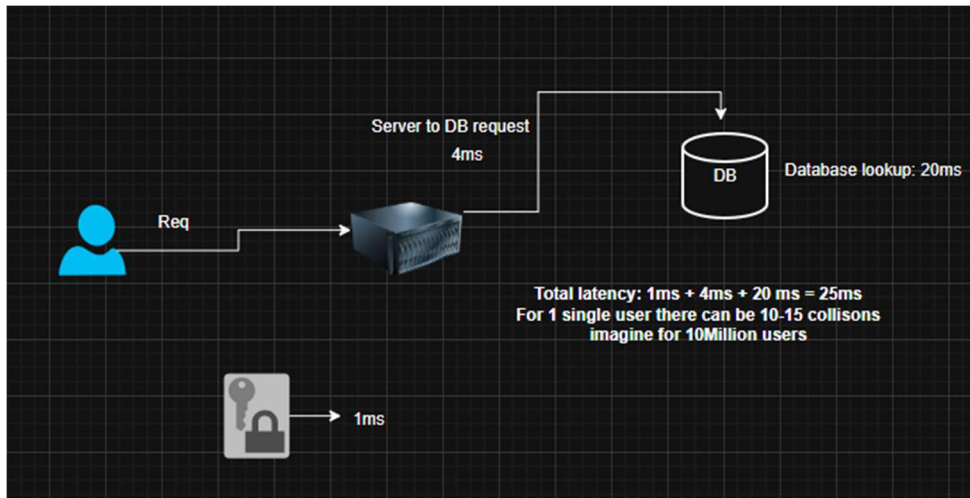 Server to DB request
4ms
DB
Database lookup: 20ms
Req
Total latency: 1ms + 4ms + 20 ms = 25ms
For 1 single user there can be 10-15 collisons
imagine for 10Million users
1ms